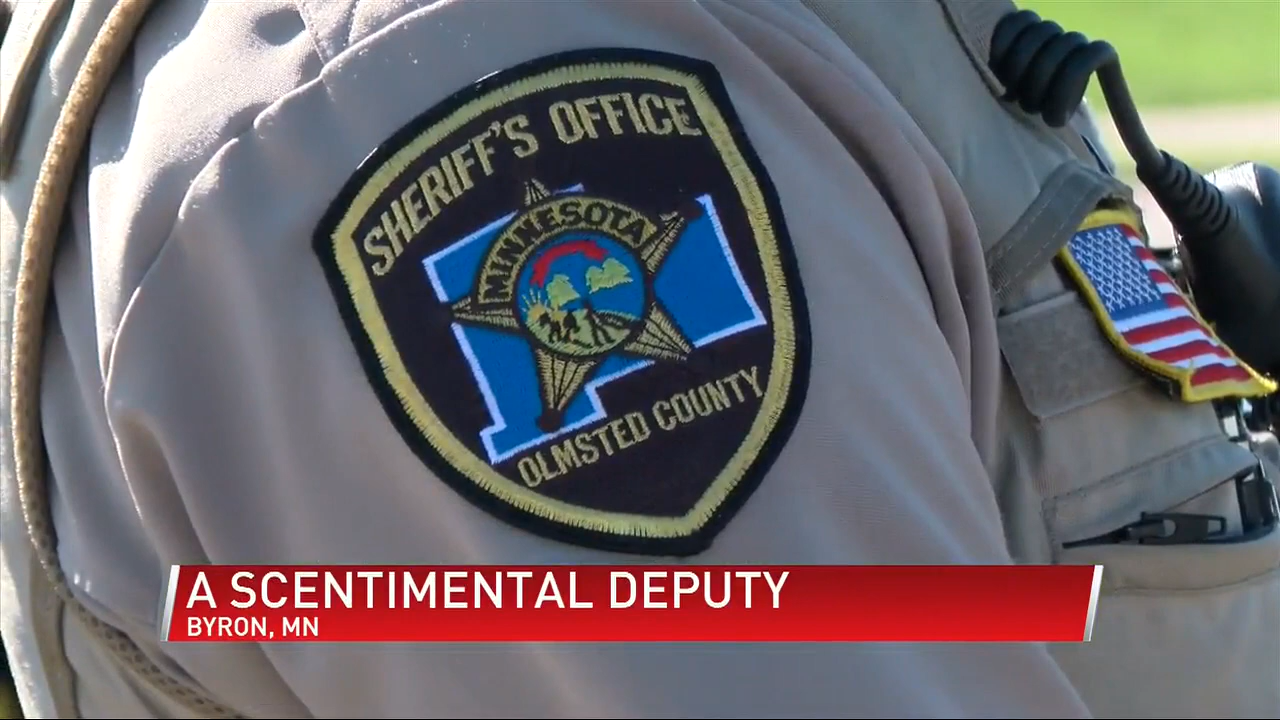 SHERIFF'S OFFICE
MINNESOTA
OLMSTED COUNTY
A SCENTIMENTAL DEPUTY
BYRON, MN